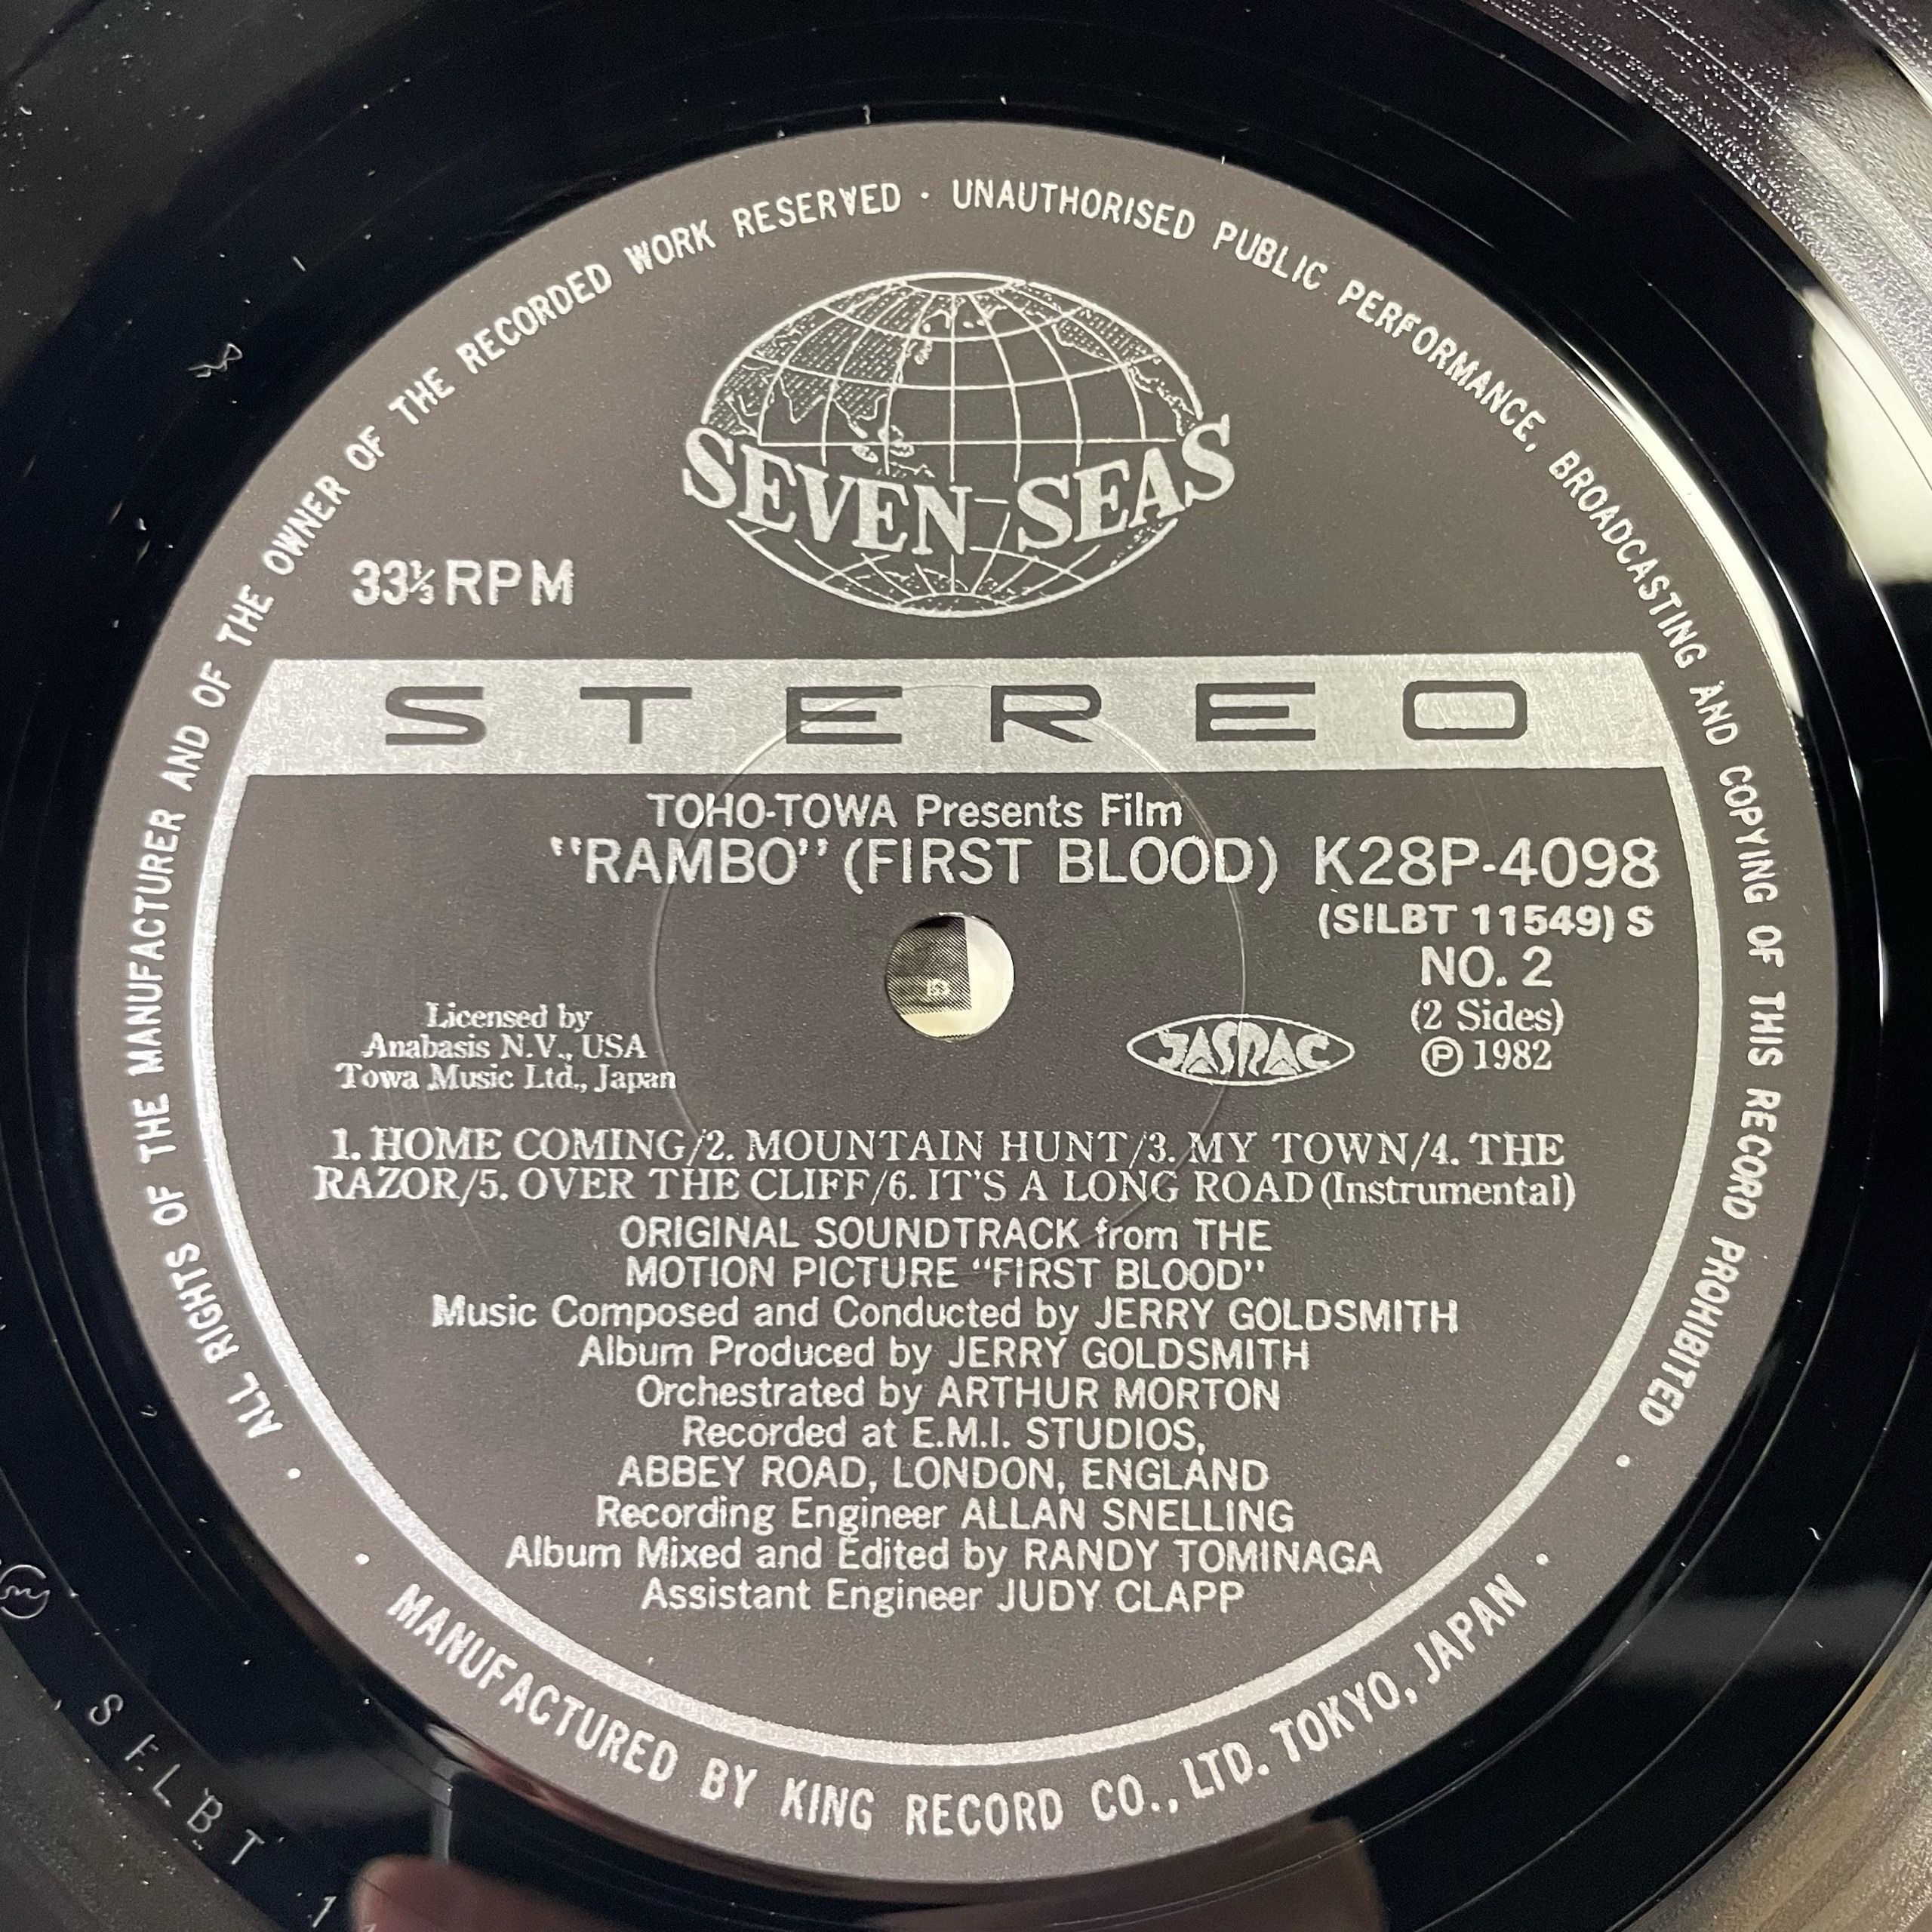 ALL RIGHTS OF THE MANUFACTURER AND OF THE OWNER OF THE RECORDED WORK RESERVED · UNAUTHORISED PUBLIC PERFORMANCE, BROADCASTING AND COPYING OF THIS RECORD PROHIBITED
SEVEN SEAS
33⅓ RPM
STEREO
TOHO-TOWA Presents Film
"RAMBO" (FIRST BLOOD) K28P-4098
(SILBT 11549) S
NO. 2
(2 Sides)
℗ 1982
Licensed by
Anabasis N.V., USA
Towa Music Ltd., Japan
JASRAC
1. HOME COMING/2. MOUNTAIN HUNT/3. MY TOWN/4. THE
RAZOR/5. OVER THE CLIFF/6. IT'S A LONG ROAD (Instrumental)
ORIGINAL SOUNDTRACK from THE
MOTION PICTURE "FIRST BLOOD"
Music Composed and Conducted by JERRY GOLDSMITH
Album Produced by JERRY GOLDSMITH
Orchestrated by ARTHUR MORTON
Recorded at E.M.I. STUDIOS,
ABBEY ROAD, LONDON, ENGLAND
Recording Engineer ALLAN SNELLING
Album Mixed and Edited by RANDY TOMINAGA
Assistant Engineer JUDY CLAPP
· MANUFACTURED BY KING RECORD CO., LTD. TOKYO, JAPAN ·
SILBT